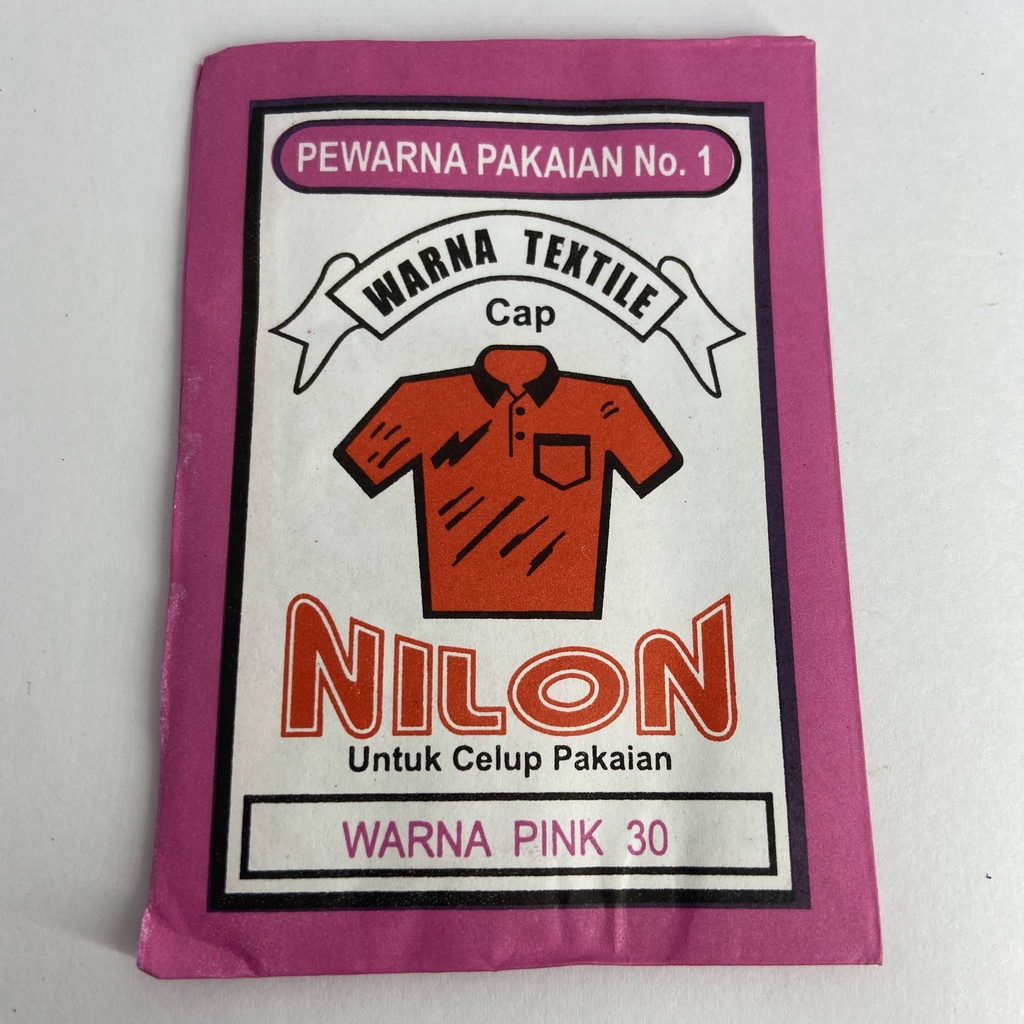 PEWARNA PAKAIAN No. 1
WARNA TEXTILE
Cap
NILON
Untuk Celup Pakaian
WARNA PINK 30